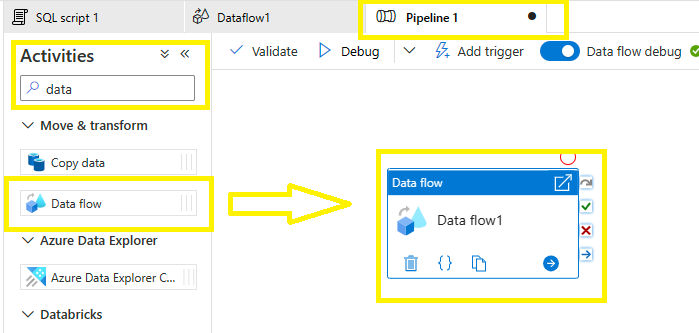 SQL script 1
Dataflow1
Pipeline 1
Activities
data
Validate
Debug
Add trigger
Data flow debug
Move & transform
Copy data
Data flow
Azure Data Explorer
Azure Data Explorer C...
Databricks
Data flow
Data flow1
{}